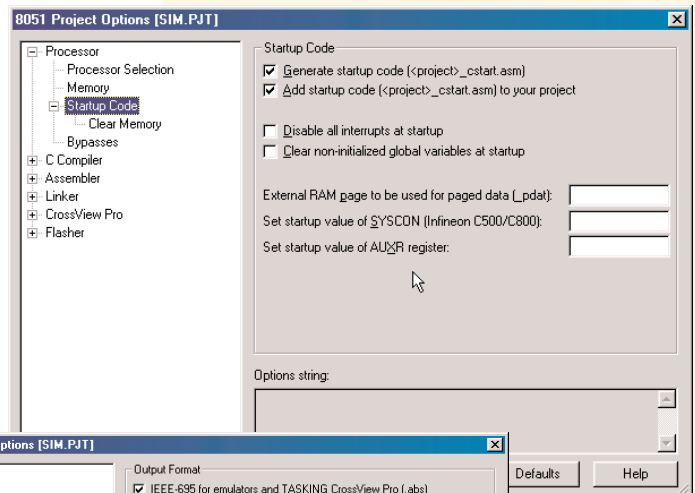 8051 Project Options [SIM.PJT]
Processor
Processor Selection
Memory
Startup Code
Clear Memory
Bypasses
C Compiler
Assembler
Linker
CrossView Pro
Flasher
Startup Code
Generate startup code (<project>_cstart.asm)
Add startup code (<project>_cstart.asm) to your project
Disable all interrupts at startup
Clear non-initialized global variables at startup
External RAM page to be used for paged data (_pdat):
Set startup value of SYSCON (Infineon C500/C800):
Set startup value of AUXR register:
Options string:
Defaults
Help
ptions [SIM.PJT]
Output Format
IEEE-695 for emulators and TASKING CrossView Pro (.abs)